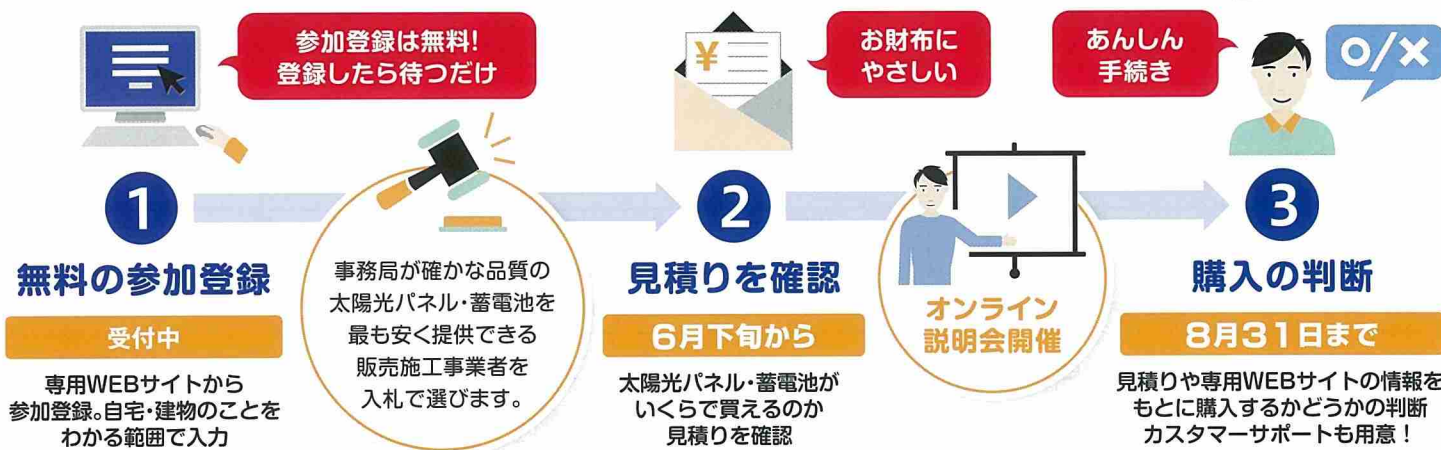 参加登録は無料!
登録したら待つだけ
1
無料の参加登録
受付中
専用WEBサイトから
参加登録。自宅・建物のことを
わかる範囲で入力
事務局が確かな品質の
太陽光パネル・蓄電池を
最も安く提供できる
販売施工事業者を
入札で選びます。
¥
お財布に
やさしい
2
見積りを確認
6月下旬から
太陽光パネル・蓄電池が
いくらで買えるのか
見積りを確認
オンライン
説明会開催
あんしん
手続き
○/×
3
購入の判断
8月31日まで
見積りや専用WEBサイトの情報を
もとに購入するかどうかの判断
カスタマーサポートも用意!